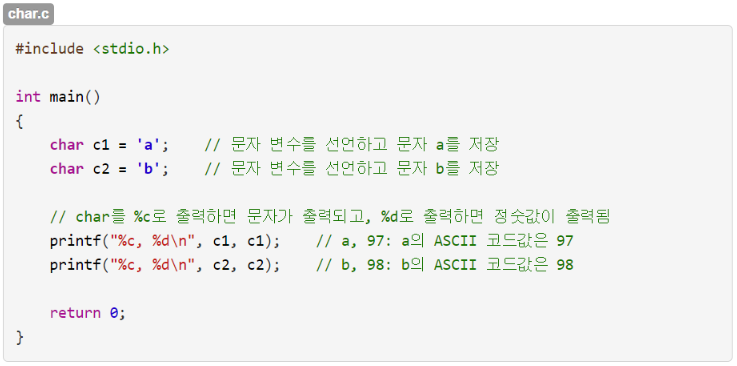 char.c
#include <stdio.h>
int main()
{
    char c1 = 'a';    // 문자 변수를 선언하고 문자 a를 저장
    char c2 = 'b';    // 문자 변수를 선언하고 문자 b를 저장
    // char를 %c로 출력하면 문자가 출력되고, %d로 출력하면 정숫값이 출력됨
    printf("%c, %d\n", c1, c1);    // a, 97: a의 ASCII 코드값은 97
    printf("%c, %d\n", c2, c2);    // b, 98: b의 ASCII 코드값은 98
    return 0;
}